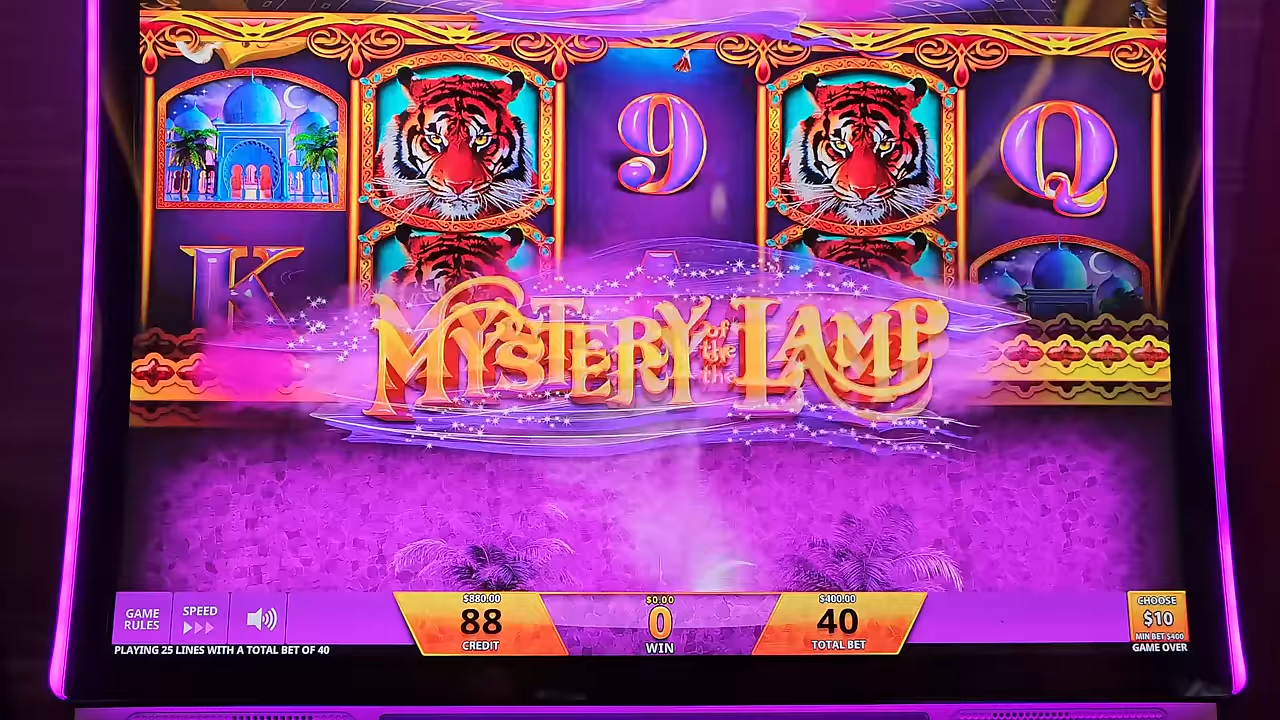 9
Q
K
MYSTERY of the LAMP
GAME RULES
SPEED
$880.00
88
CREDIT
$0.00
0
WIN
$400.00
40
TOTAL BET
CHOOSE
$10
MIN BET $400
GAME OVER
PLAYING 25 LINES WITH A TOTAL BET OF 40